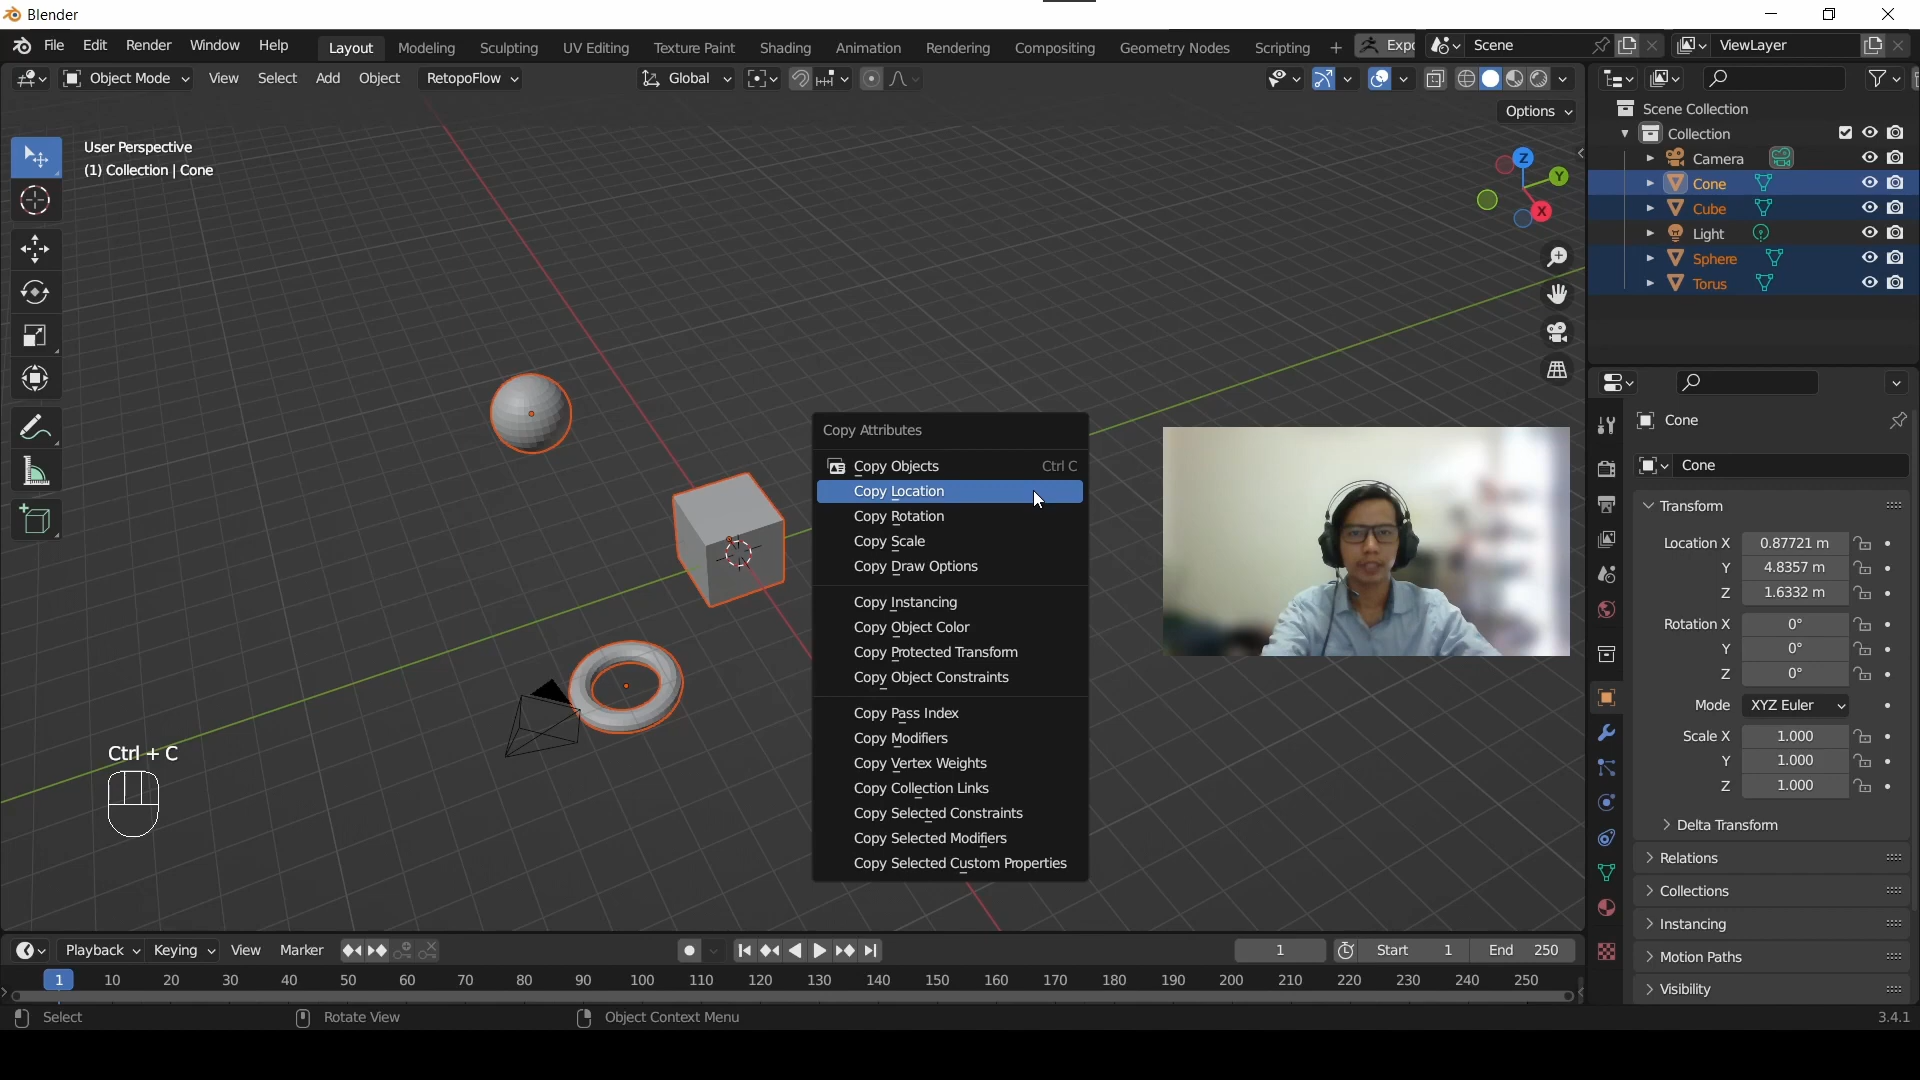 Blender
File Edit Render Window Help Layout Modeling Sculpting UV Editing Texture Paint Shading Animation Rendering Compositing Geometry Nodes Scripting + Expo Scene ViewLayer
Object Mode View Select Add Object RetopoFlow Global
Options
User Perspective
(1) Collection | Cone
Z
Y
X
Scene Collection
Collection
Camera
Cone
Cube
Light
Sphere
Torus
Copy Attributes
Copy Objects Ctrl C
Copy Location
Copy Rotation
Copy Scale
Copy Draw Options
Copy Instancing
Copy Object Color
Copy Protected Transform
Copy Object Constraints
Copy Pass Index
Copy Modifiers
Copy Vertex Weights
Copy Collection Links
Copy Selected Constraints
Copy Selected Modifiers
Copy Selected Custom Properties
Ctrl + C
Cone
Cone
Transform
Location X 0.87721 m
Y 4.8357 m
Z 1.6332 m
Rotation X 0°
Y 0°
Z 0°
Mode XYZ Euler
Scale X 1.000
Y 1.000
Z 1.000
Delta Transform
Relations
Collections
Instancing
Motion Paths
Visibility
Playback Keying View Marker 1 Start 1 End 250
1 10 20 30 40 50 60 70 80 90 100 110 120 130 140 150 160 170 180 190 200 210 220 230 240 250
Select Rotate View Object Context Menu 3.4.1